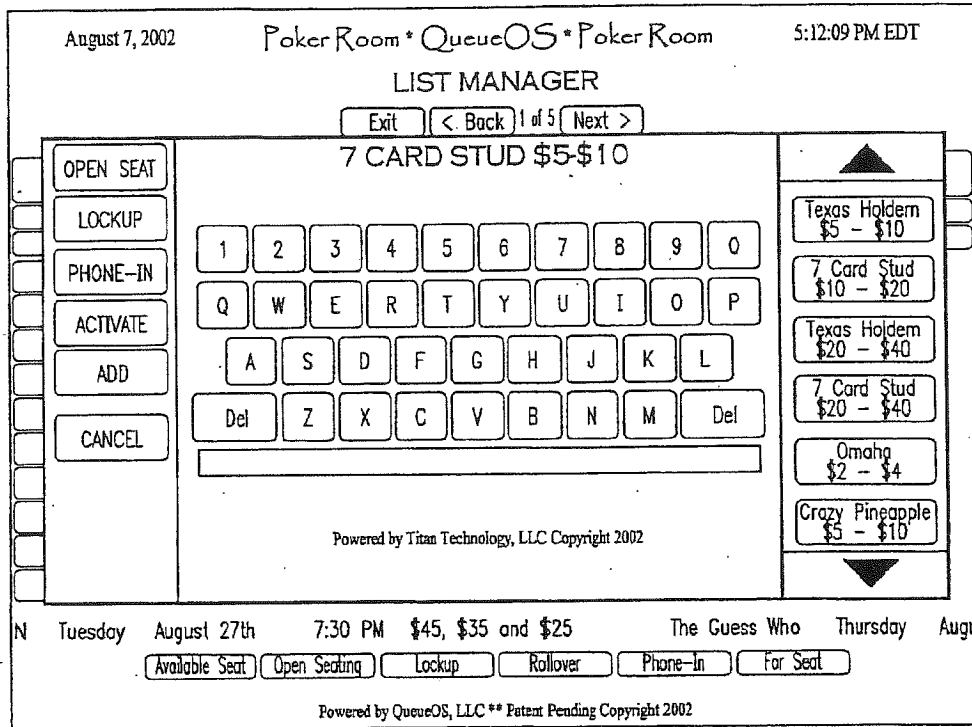 August 7, 2002 Poker Room * QueueOS * Poker Room 5:12:09 PM EDT
LIST MANAGER
Exit < Back 1 of 5 Next >
7 CARD STUD $5-$10
OPEN SEAT
LOCKUP
PHONE-IN
ACTIVATE
ADD
CANCEL
1 2 3 4 5 6 7 8 9 0
Q W E R T Y U I O P
A S D F G H J K L
Del Z X C V B N M Del
Powered by Titan Technology, LLC Copyright 2002
Texas Holdem
$5 - $10
7 Card Stud
$10 - $20
Texas Holdem
$20 - $40
7 Card Stud
$20 - $40
Omaha
$2 - $4
Crazy Pineapple
$5 - $10
N Tuesday August 27th 7:30 PM $45, $35 and $25 The Guess Who Thursday Augu
Available Seat Open Seating Lockup Rollover Phone-In For Seat
Powered by QueueOS, LLC ** Patent Pending Copyright 2002